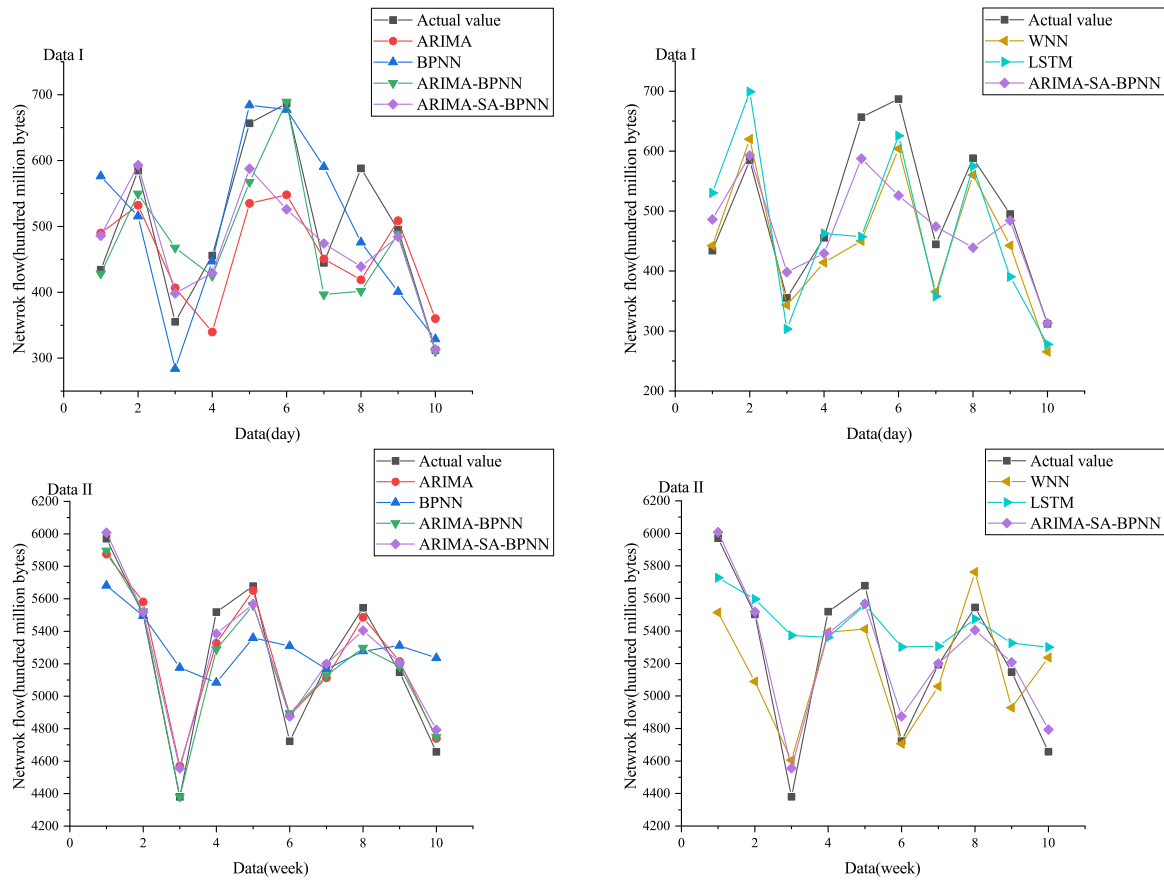 Actual value
ARIMA
BPNN
ARIMA-BPNN
ARIMA-SA-BPNN
Data I
700
600
500
400
300
0
2
4
6
8
10
Data(day)
Netwrok flow(hundred million bytes)
Actual value
WNN
LSTM
ARIMA-SA-BPNN
Data I
700
600
500
400
300
200
0
2
4
6
8
10
Data(day)
Netwrok flow(hundred million bytes)
Actual value
ARIMA
BPNN
ARIMA-BPNN
ARIMA-SA-BPNN
Data II
6200
6000
5800
5600
5400
5200
5000
4800
4600
4400
4200
0
2
4
6
8
10
Data(week)
Netwrok flow(hundred million bytes)
Actual value
WNN
LSTM
ARIMA-SA-BPNN
Data II
6200
6000
5800
5600
5400
5200
5000
4800
4600
4400
4200
0
2
4
6
8
10
Data(week)
Netwrok flow(hundred million bytes)